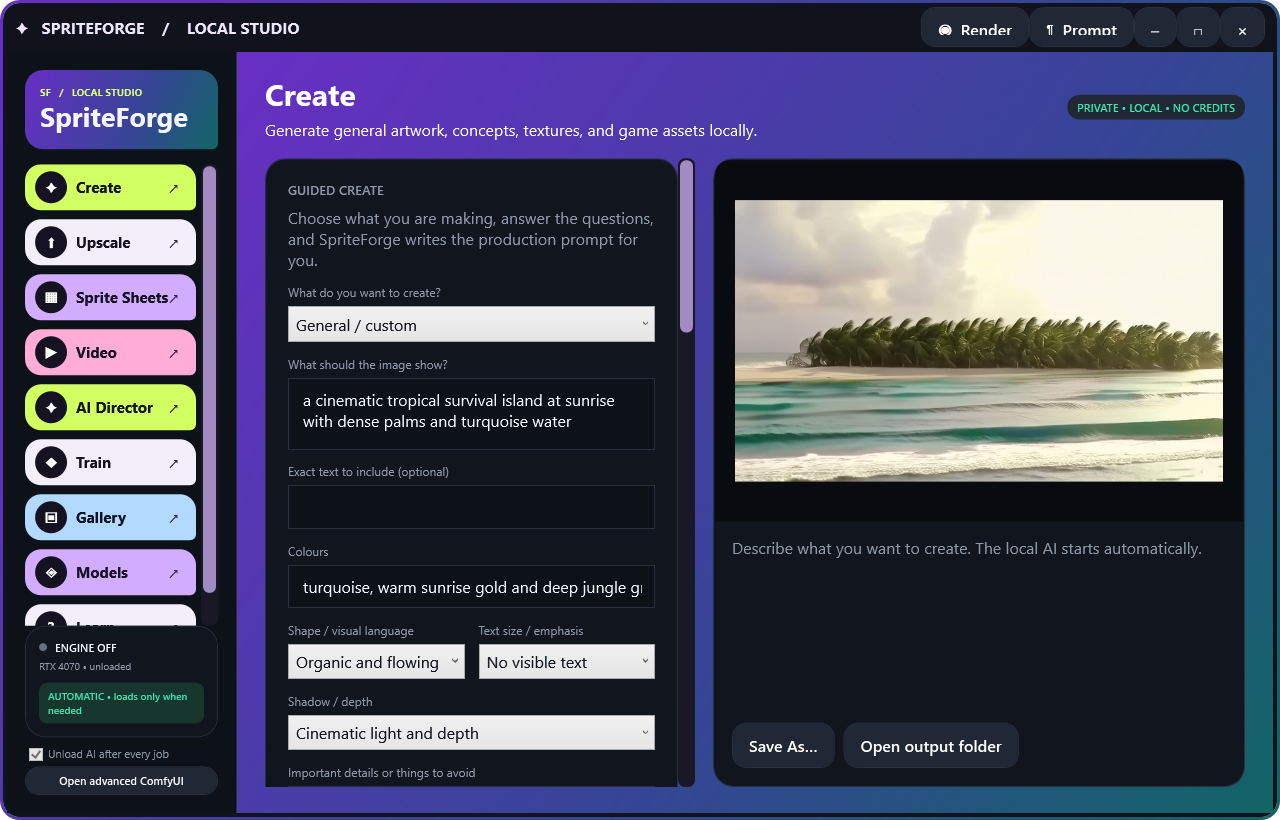 SPRITEFORGE / LOCAL STUDIO
Render
Prompt
SF / LOCAL STUDIO
SpriteForge
Create
Upscale
Sprite Sheets
Video
AI Director
Train
Gallery
Models
ENGINE OFF
RTX 4070 • unloaded
AUTOMATIC • loads only when
needed
Unload AI after every job
Open advanced ComfyUI
Create
Generate general artwork, concepts, textures, and game assets locally.
PRIVATE • LOCAL • NO CREDITS
GUIDED CREATE
Choose what you are making, answer the questions,
and SpriteForge writes the production prompt for
you.
What do you want to create?
General / custom
What should the image show?
a cinematic tropical survival island at sunrise
with dense palms and turquoise water
Exact text to include (optional)
Colours
turquoise, warm sunrise gold and deep jungle
Shape / visual language
Text size / emphasis
Organic and flowing
No visible text
Shadow / depth
Cinematic light and depth
Important details or things to avoid
Describe what you want to create. The local AI starts automatically.
Save As...
Open output folder